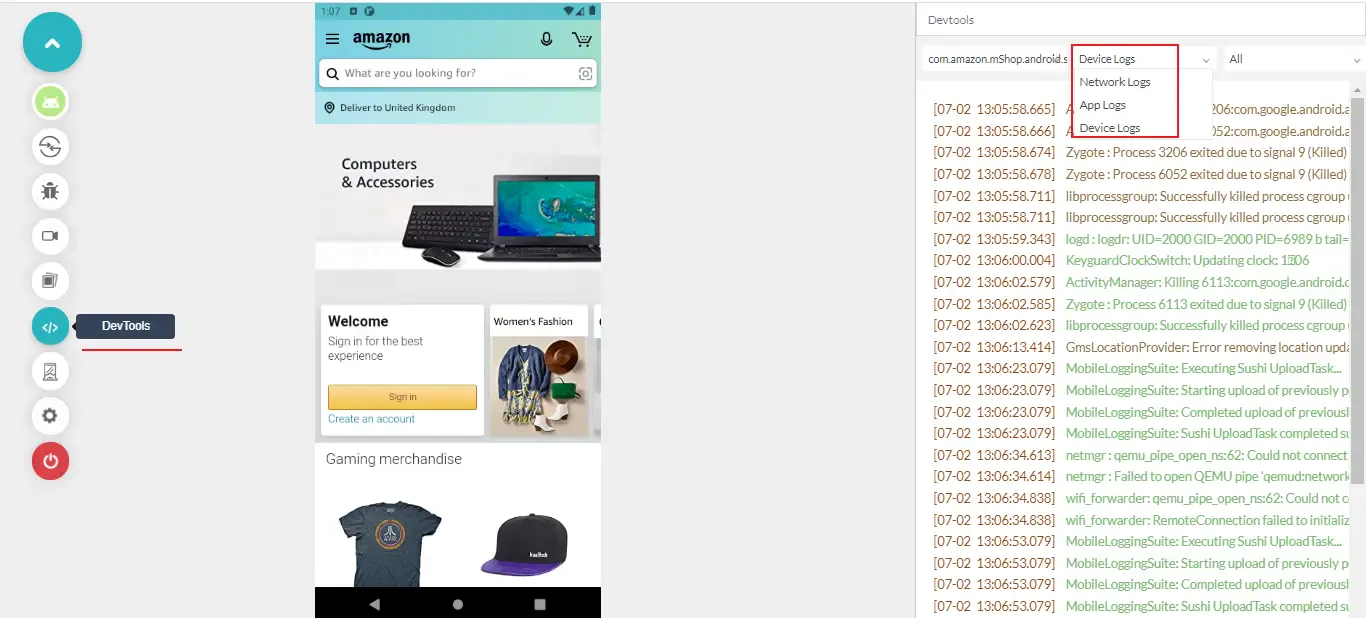 1:07
amazon
What are you looking for?
Deliver to United Kingdom
Computers
& Accessories
Welcome
Sign in for the best
experience
Sign in
Create an account
Women's Fashion
Gaming merchandise
ATARI
DevTools
Devtools
com.amazon.mShop.android.s
Device Logs
All
Network Logs
App Logs
Device Logs
[07-02 13:05:58.665] 206:com.google.android.a
[07-02 13:05:58.666] 052:com.google.android.a
[07-02 13:05:58.674] Zygote : Process 3206 exited due to signal 9 (Killed)
[07-02 13:05:58.678] Zygote : Process 6052 exited due to signal 9 (Killed)
[07-02 13:05:58.711] libprocessgroup: Successfully killed process cgroup
[07-02 13:05:58.711] libprocessgroup: Successfully killed process cgroup
[07-02 13:05:59.343] logd : logdr: UID=2000 GID=2000 PID=6989 b tail=
[07-02 13:06:00.004] KeyguardClockSwitch: Updating clock: 106
[07-02 13:06:02.579] ActivityManager: Killing 6113:com.google.android.c
[07-02 13:06:02.585] Zygote : Process 6113 exited due to signal 9 (Killed)
[07-02 13:06:02.623] libprocessgroup: Successfully killed process cgroup
[07-02 13:06:13.414] GmsLocationProvider: Error removing location upda
[07-02 13:06:23.079] MobileLoggingSuite: Executing Sushi UploadTask...
[07-02 13:06:23.079] MobileLoggingSuite: Starting upload of previously p
[07-02 13:06:23.079] MobileLoggingSuite: Completed upload of previousl
[07-02 13:06:23.079] MobileLoggingSuite: Sushi UploadTask completed su
[07-02 13:06:34.613] netmgr : qemu_pipe_open_ns:62: Could not connect
[07-02 13:06:34.614] netmgr : Failed to open QEMU pipe 'qemud:network
[07-02 13:06:34.838] wifi_forwarder: qemu_pipe_open_ns:62: Could not c
[07-02 13:06:34.838] wifi_forwarder: RemoteConnection failed to initializ
[07-02 13:06:53.079] MobileLoggingSuite: Executing Sushi UploadTask...
[07-02 13:06:53.079] MobileLoggingSuite: Starting upload of previously p
[07-02 13:06:53.079] MobileLoggingSuite: Completed upload of previousl
[07-02 13:06:53.079] MobileLoggingSuite: Sushi UploadTask completed su